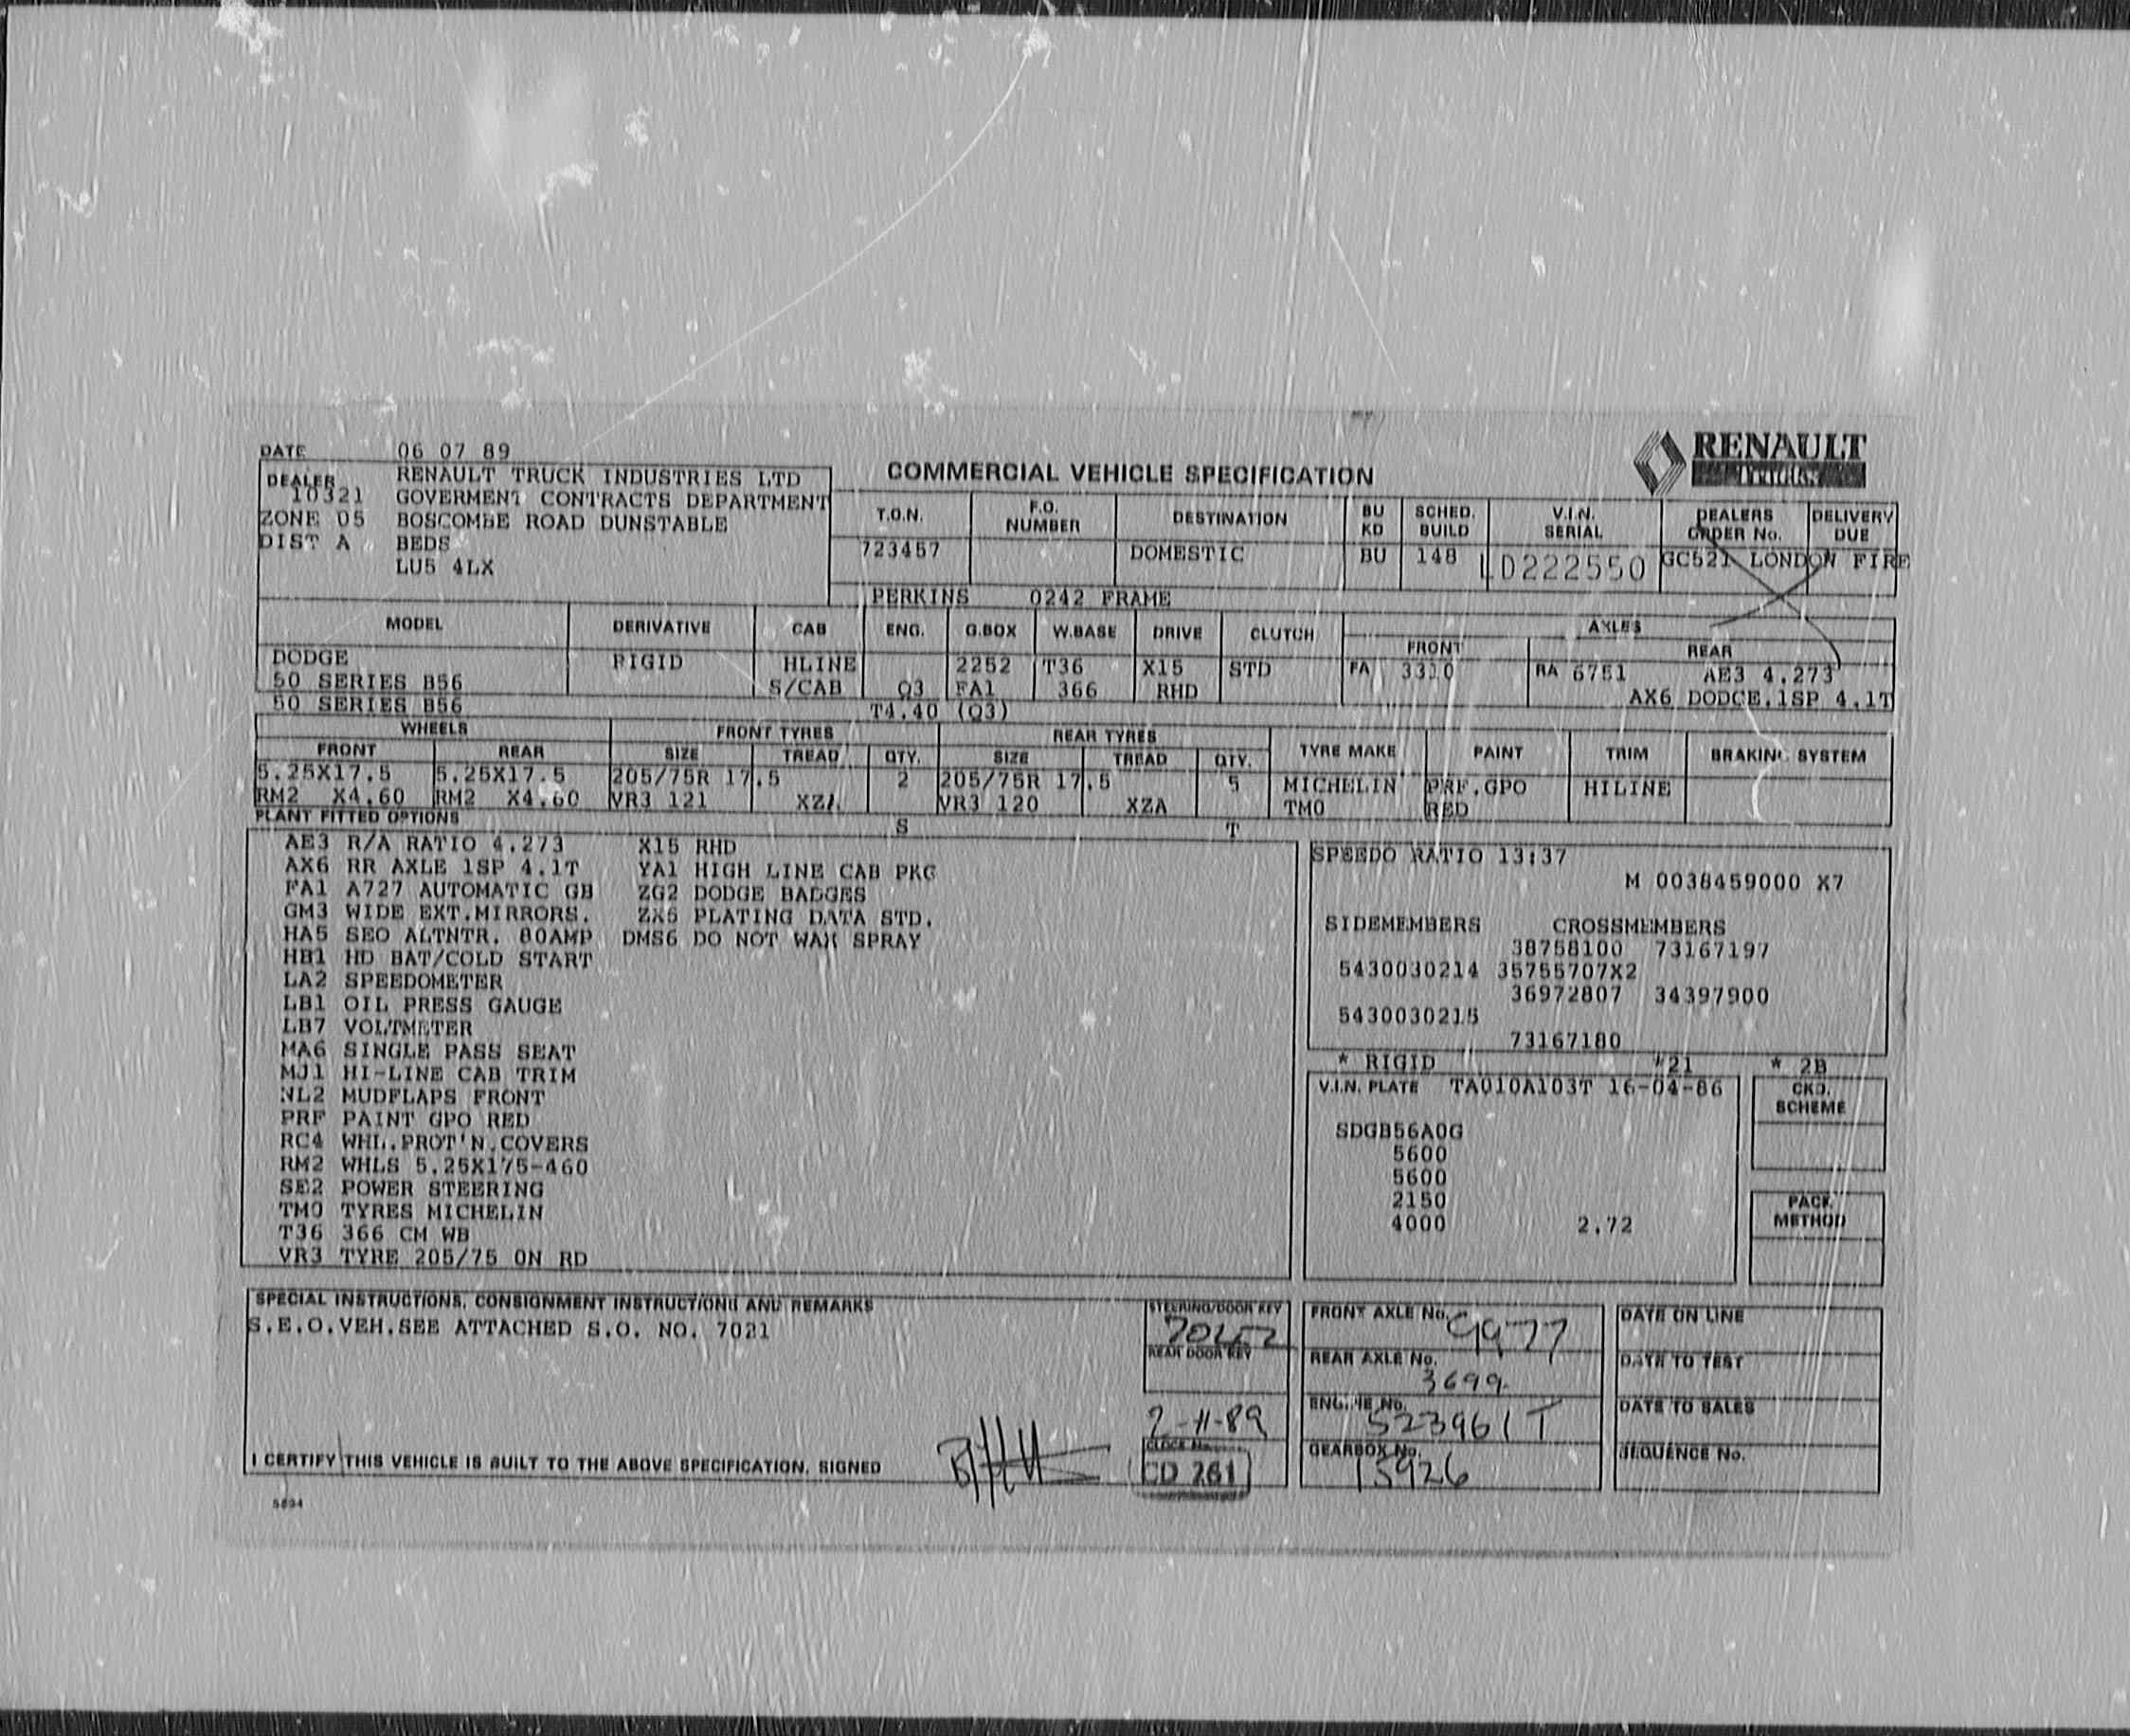 DATE 06 07 89
RENAULT
Trucks
COMMERCIAL VEHICLE SPECIFICATION
DEALER RENAULT TRUCK INDUSTRIES LTD
10321 GOVERMENT CONTRACTS DEPARTMENT
ZONE 05 BOSCOMBE ROAD DUNSTABLE
DIST A BEDS
LU5 4LX
T.O.N. F.O. NUMBER DESTINATION BU KD SCHED. BUILD V.I.N. SERIAL DEALERS ORDER No. DELIVERY DUE
723457 DOMESTIC BU 148 LD222550 GC521 LONDON FIRE
PERKINS 0242 FRAME
MODEL DERIVATIVE CAB ENG. G.BOX W.BASE DRIVE CLUTCH AXLES
FRONT REAR
DODGE RIGID HLINE 2252 T36 X15 STD FA 3310 RA 6751 AE3 4.273
50 SERIES B56 S/CAB Q3 FA1 366 RHD AX6 DODGE.1SP 4.1T
50 SERIES B56 T4.40 (Q3)
WHEELS FRONT TYRES REAR TYRES TYRE MAKE PAINT TRIM BRAKING SYSTEM
FRONT REAR SIZE TREAD QTY. SIZE TREAD QTY.
5.25X17.5 5.25X17.5 205/75R 17.5 2 205/75R 17.5 5 MICHELIN PRF.GPO HILINE
RM2 X4.60 RM2 X4.60 VR3 121 XZA VR3 120 XZA TMO RED
PLANT FITTED OPTIONS S T
AE3 R/A RATIO 4.273 X15 RHD
AX6 RR AXLE 1SP 4.1T YA1 HIGH LINE CAB PKG
FA1 A727 AUTOMATIC GB ZG2 DODGE BADGES
GM3 WIDE EXT.MIRRORS. ZX5 PLATING DATA STD.
HA5 SEO ALTNTR. 80AMP DMS6 DO NOT WAX SPRAY
HB1 HD BAT/COLD START
LA2 SPEEDOMETER
LB1 OIL PRESS GAUGE
LB7 VOLTMETER
MA6 SINGLE PASS SEAT
MJ1 HI-LINE CAB TRIM
NL2 MUDFLAPS FRONT
PRF PAINT GPO RED
RC4 WHL.PROT'N.COVERS
RM2 WHLS 5.25X175-460
SE2 POWER STEERING
TMO TYRES MICHELIN
T36 366 CM WB
VR3 TYRE 205/75 ON RD
SPEEDO RATIO 13:37
M 0038459000 X7
SIDEMEMBERS CROSSMEMBERS
38758100 73167197
5430030214 35755707X2
36972807 34397900
5430030215
73167180
* RIGID *21 * 2B
V.I.N. PLATE TA010A103T 16-04-86
SDGB56A0G
5600
5600
2150
4000 2.72
CKD. SCHEME
PACK METHOD
SPECIAL INSTRUCTIONS, CONSIGNMENT INSTRUCTIONS AND REMARKS
S.E.O.VEH.SEE ATTACHED S.O. NO. 7021
I CERTIFY THIS VEHICLE IS BUILT TO THE ABOVE SPECIFICATION. SIGNED
STEERING/DOOR KEY
REAR DOOR KEY
2-11-89
CLOCK No.
CD 261
FRONT AXLE No. 9977
REAR AXLE No. 3699
ENGINE No. 523961T
GEARBOX No. 15926
DATE ON LINE
DATE TO TEST
DATE TO SALES
SEQUENCE No.
5834